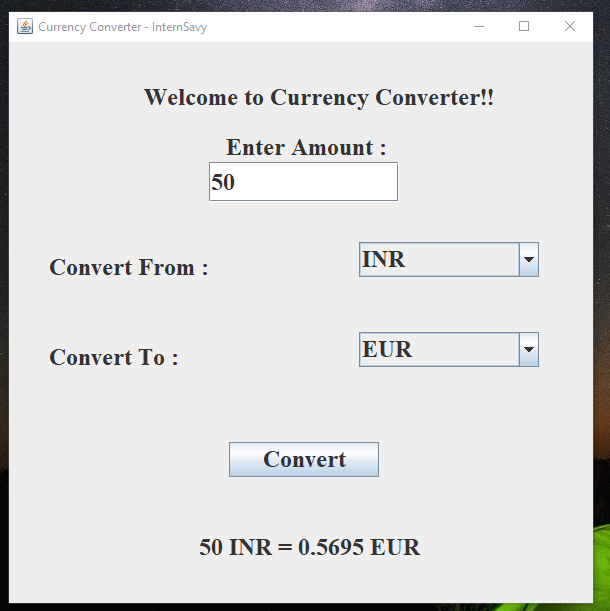 Currency Converter - InternSavy
Welcome to Currency Converter!!
Enter Amount :
50
Convert From :
INR
Convert To :
EUR
Convert
50 INR = 0.5695 EUR